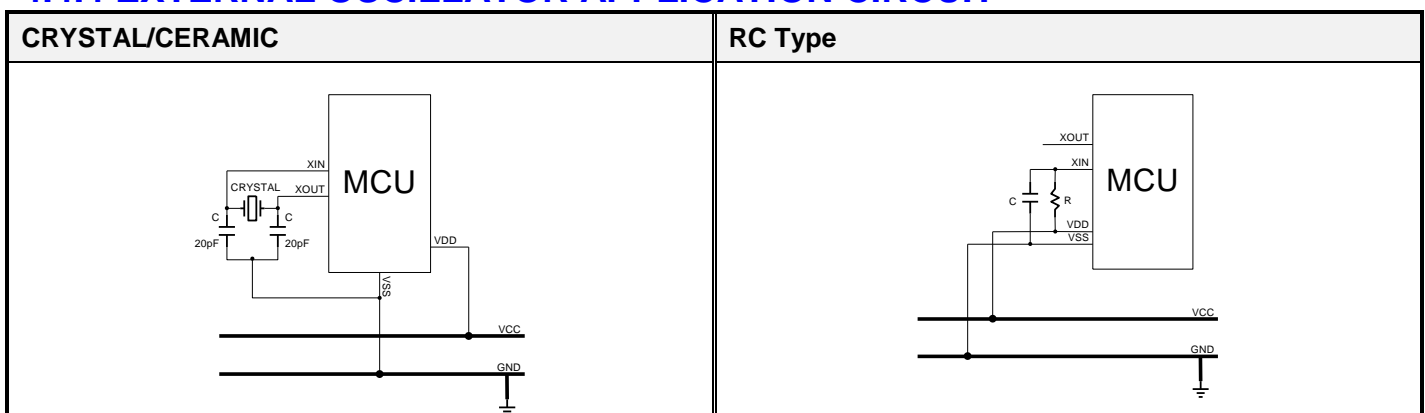 CRYSTAL/CERAMIC
RC Type
XIN
CRYSTAL
XOUT
MCU
C
C
20pF
20pF
VDD
VSS
VCC
GND
XOUT
XIN
MCU
C
R
VDD
VSS
VCC
GND